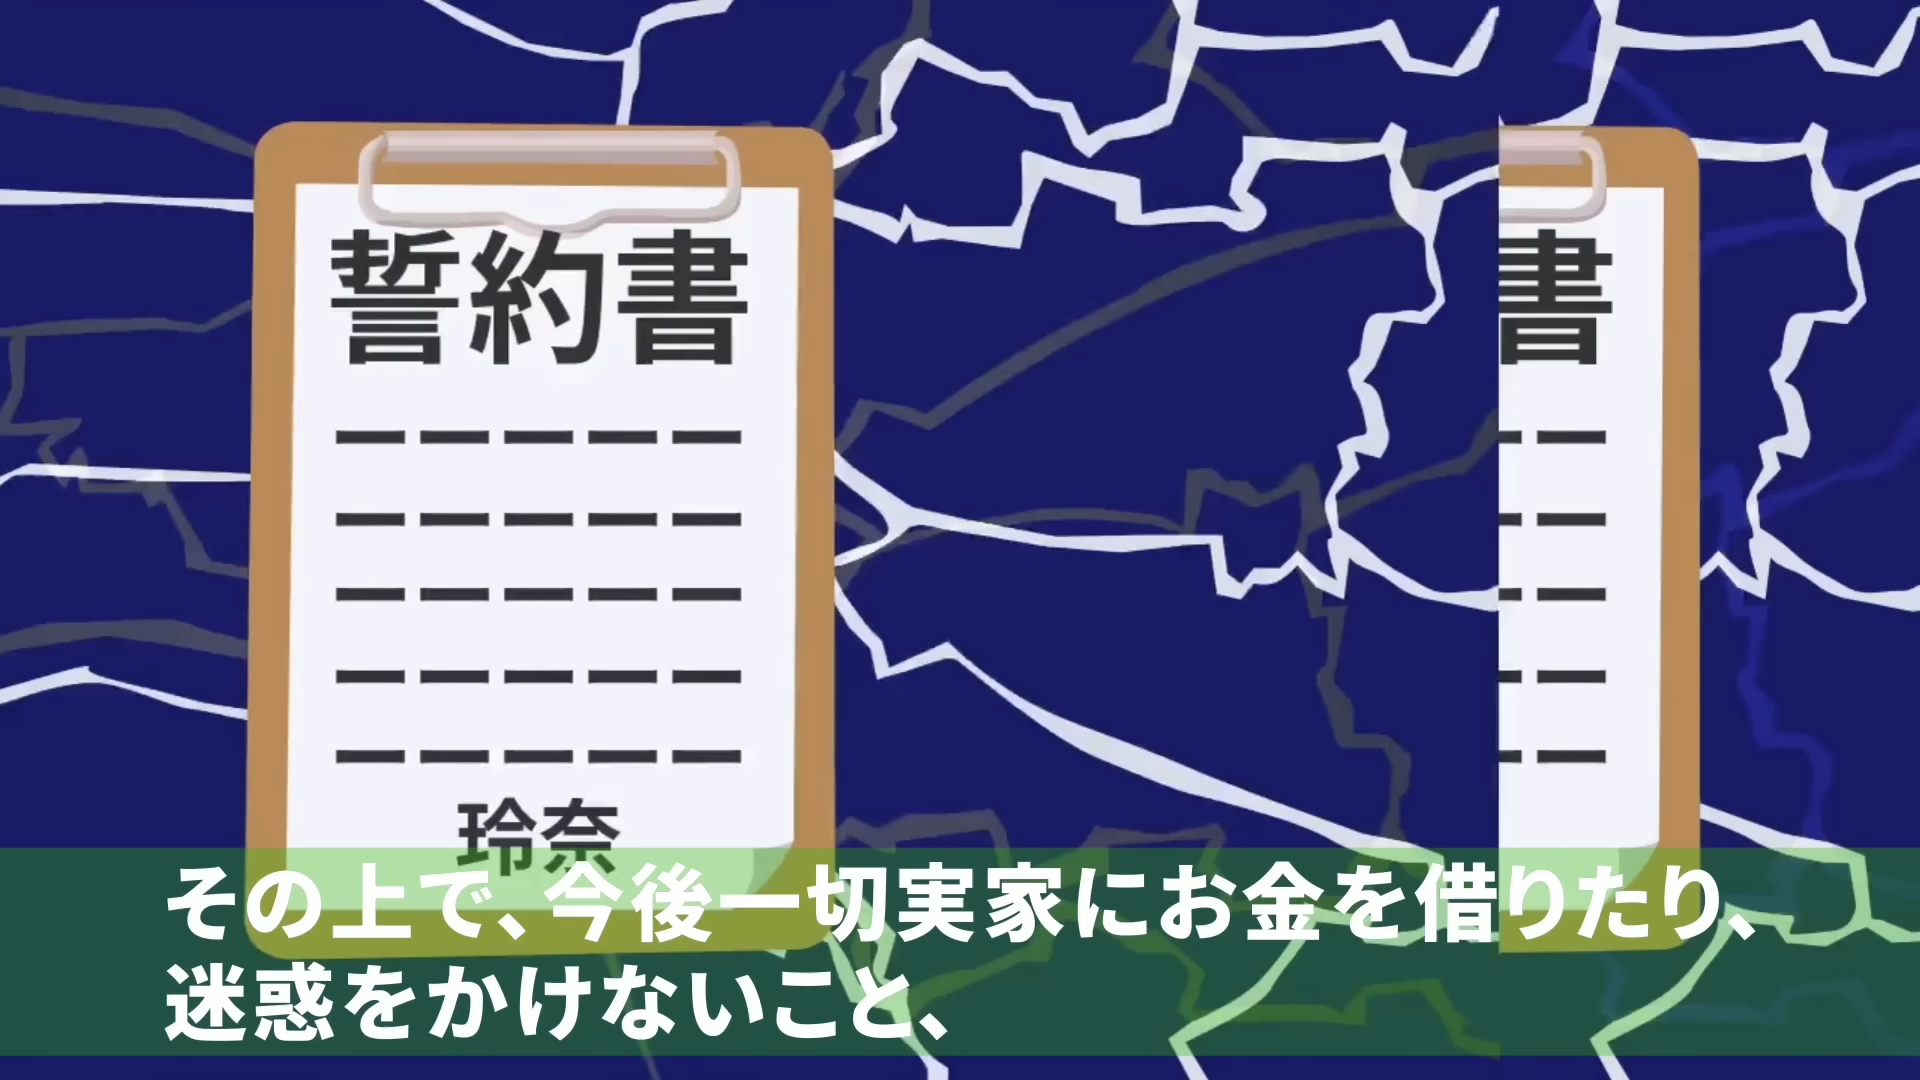 誓約書
書
玲奈
その上で、今後一切実家にお金を借りたり、
迷惑をかけないこと、